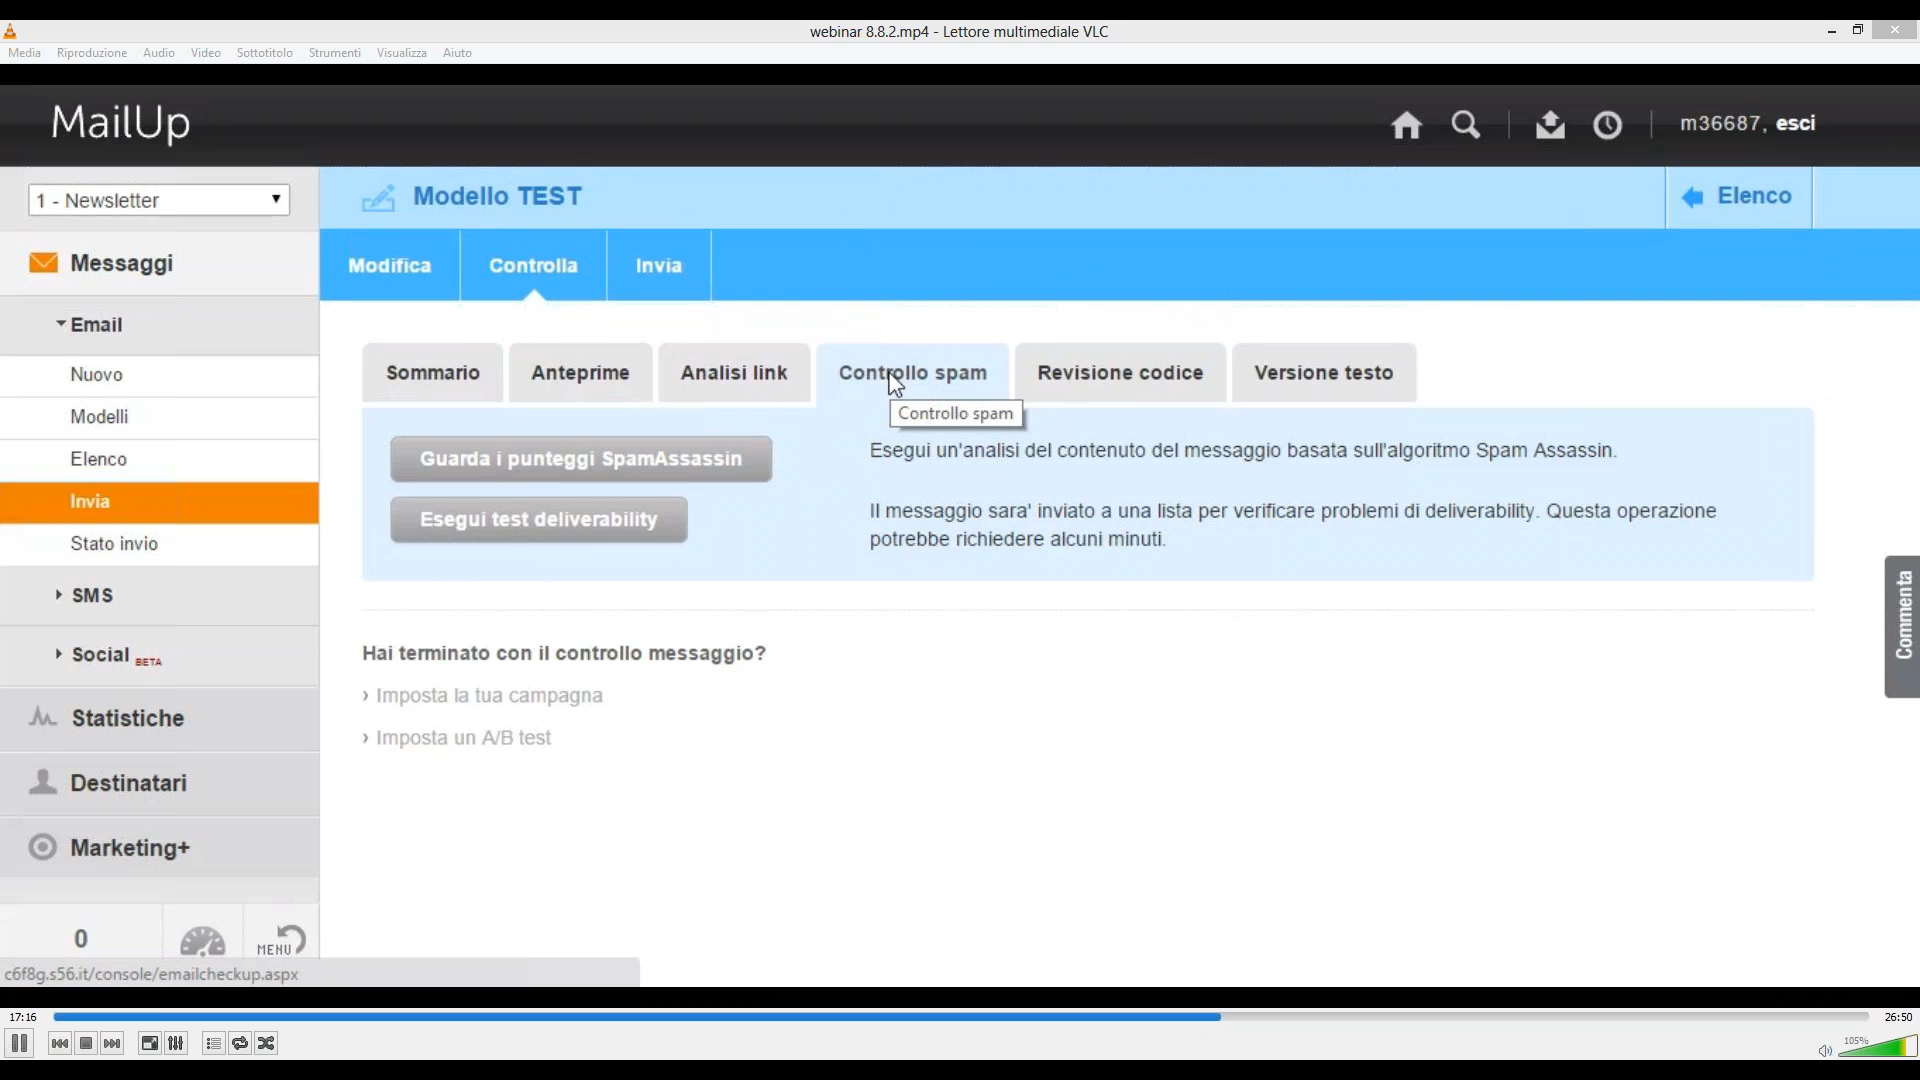 webinar 8.8.2.mp4 - Lettore multimediale VLC
Media Riproduzione Audio Video Sottotitolo Strumenti Visualizza Aiuto
MailUp
m36687, esci
1 - Newsletter
Modello TEST
Elenco
Messaggi
Modifica Controlla Invia
Email
Nuovo
Modelli
Elenco
Invia
Stato invio
SMS
Social BETA
Statistiche
Destinatari
Marketing+
0
MENU
Sommario Anteprime Analisi link Controllo spam Revisione codice Versione testo
Controllo spam
Guarda i punteggi SpamAssassin
Esegui un'analisi del contenuto del messaggio basata sull'algoritmo Spam Assassin.
Esegui test deliverability
Il messaggio sara' inviato a una lista per verificare problemi di deliverability. Questa operazione
potrebbe richiedere alcuni minuti.
Hai terminato con il controllo messaggio?
› Imposta la tua campagna
› Imposta un A/B test
Commenta
c6f8g.s56.it/console/emailcheckup.aspx
17:16
26:50
105%